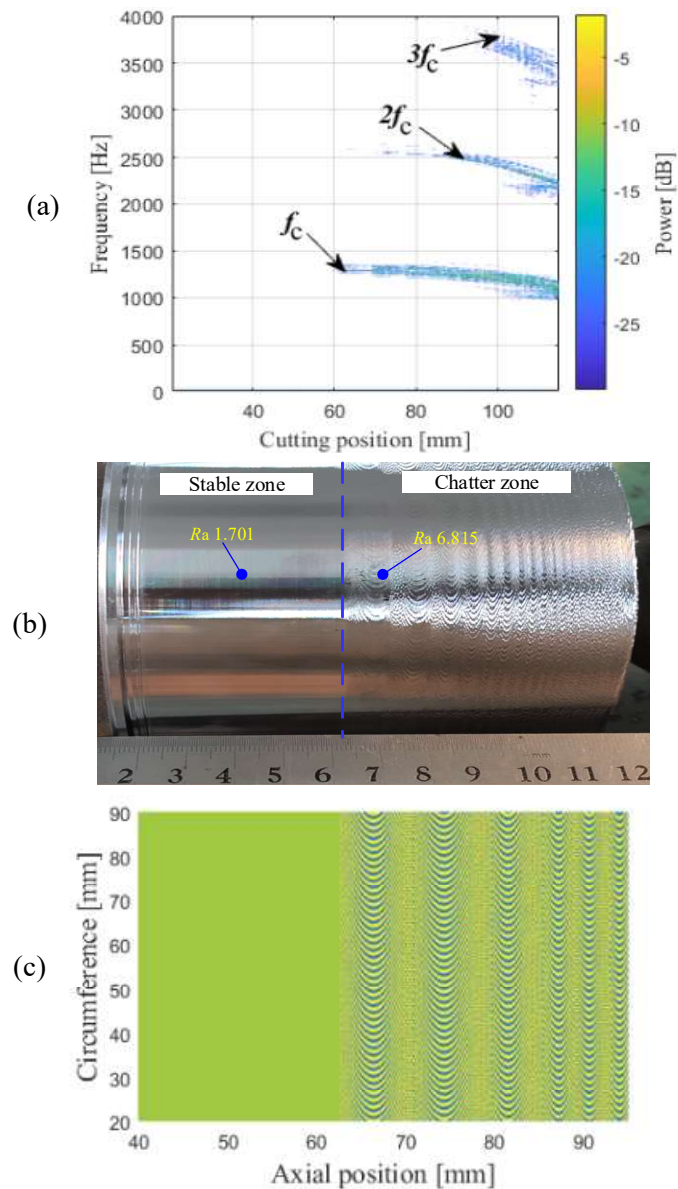 (a)
Frequency [Hz]
4000
3500
3000
2500
2000
1500
1000
500
0
3fc
2fc
fc
40
60
80
100
Cutting position [mm]
-5
-10
-15
-20
-25
Power [dB]
(b)
Stable zone
Chatter zone
Ra 1.701
Ra 6.815
2 3 4 5 6 7 8 9 10 11 12
(c)
Circumference [mm]
90
80
70
60
50
40
30
20
40
50
60
70
80
90
Axial position [mm]